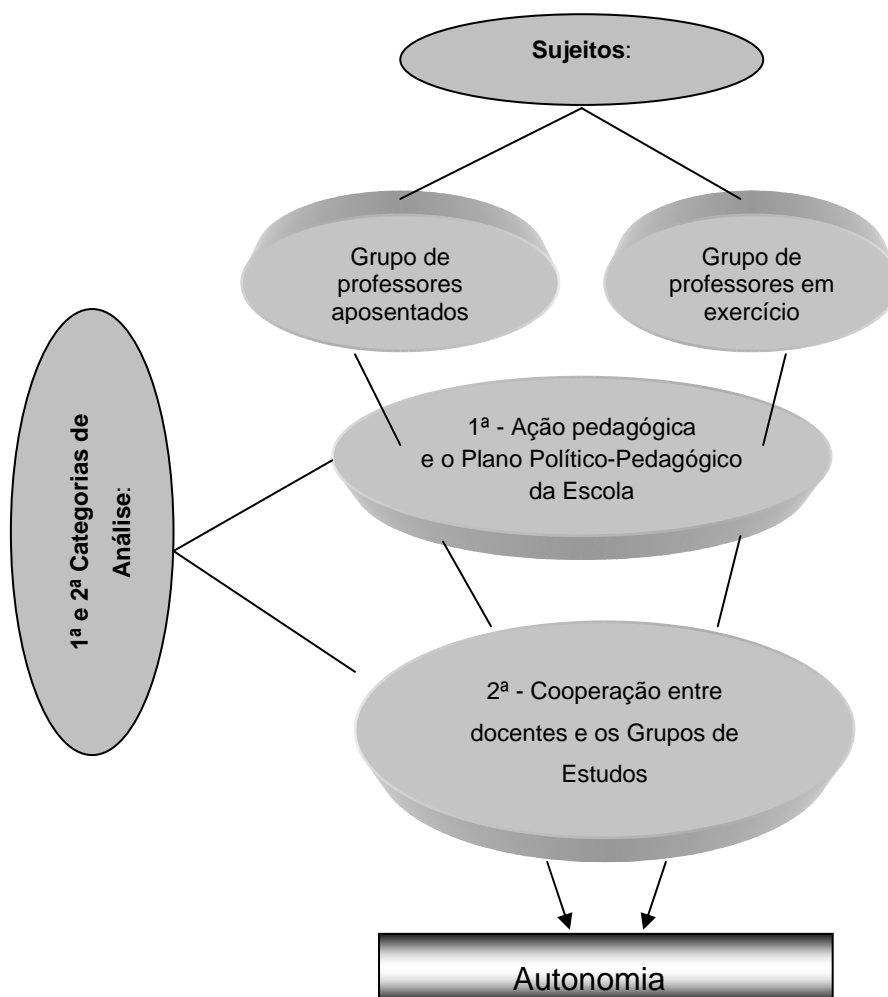 Sujeitos:
Grupo de
professores
aposentados
Grupo de
professores em
exercício
1ª e 2ª Categorias de
Análise:
1ª - Ação pedagógica
e o Plano Político-Pedagógico
da Escola
2ª - Cooperação entre
docentes e os Grupos de
Estudos
Autonomia